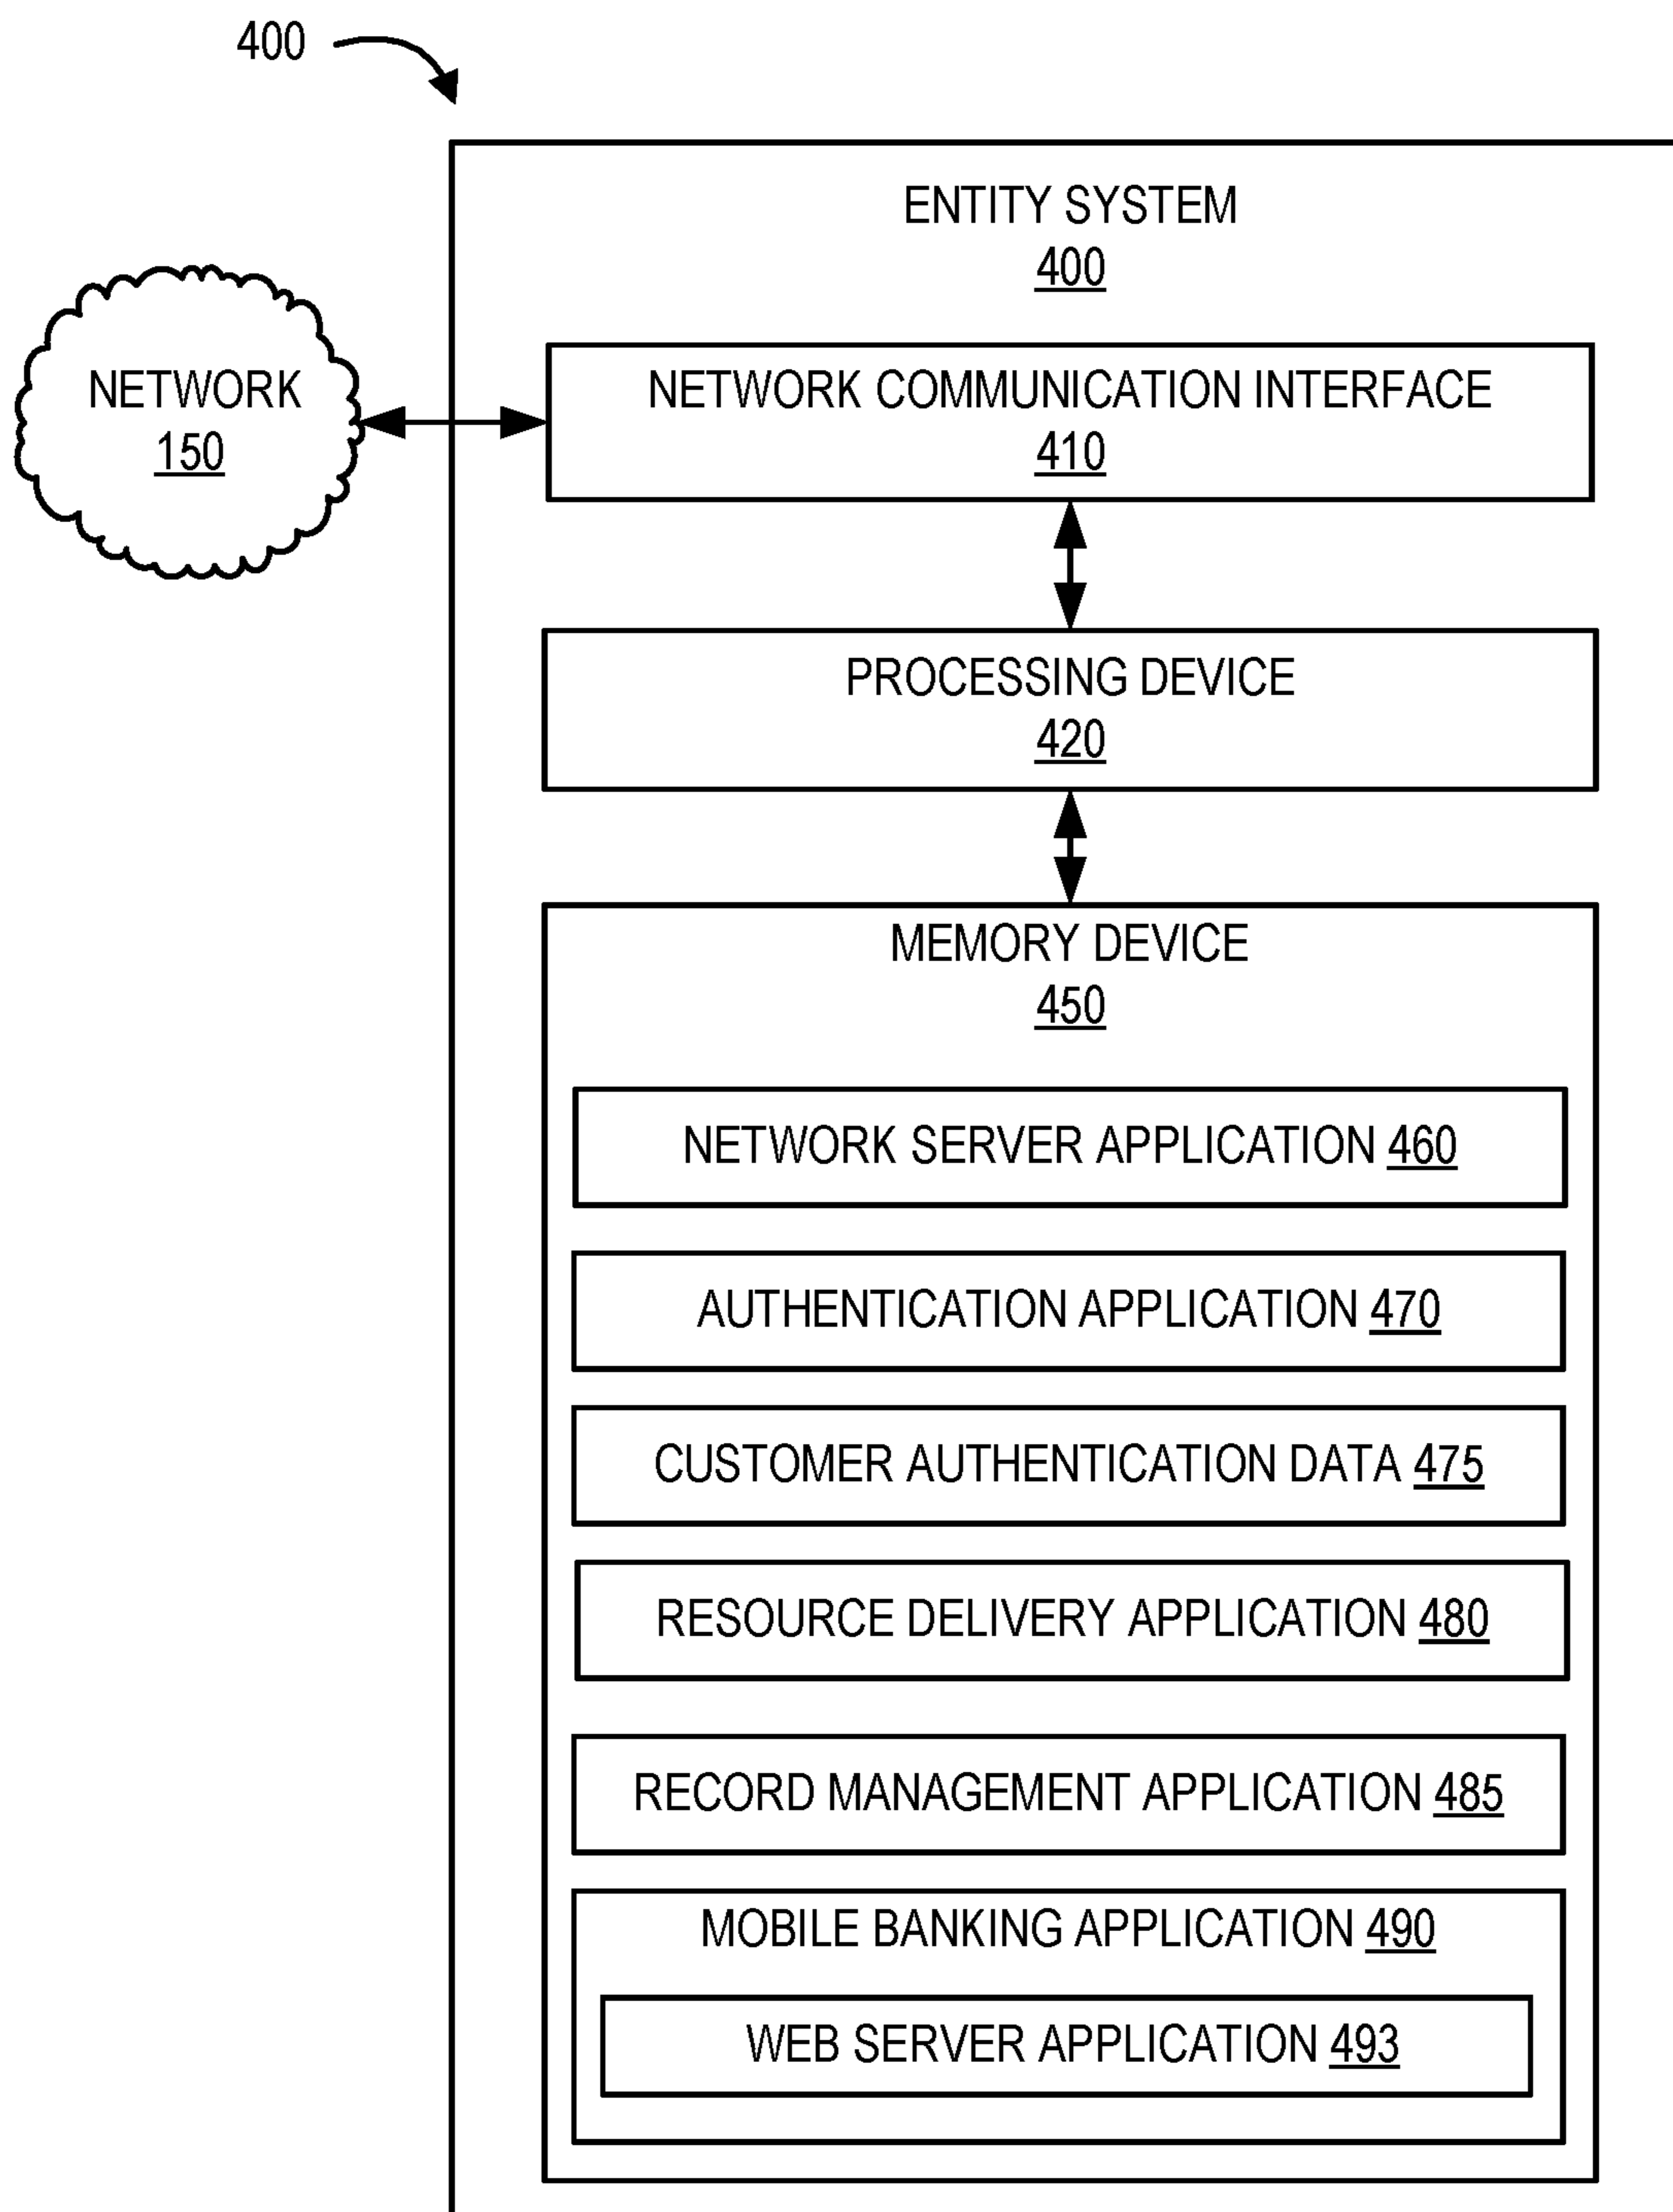 400
ENTITY SYSTEM
400
NETWORK
150
NETWORK COMMUNICATION INTERFACE
410
PROCESSING DEVICE
420
MEMORY DEVICE
450
NETWORK SERVER APPLICATION 460
AUTHENTICATION APPLICATION 470
CUSTOMER AUTHENTICATION DATA 475
RESOURCE DELIVERY APPLICATION 480
RECORD MANAGEMENT APPLICATION 485
MOBILE BANKING APPLICATION 490
WEB SERVER APPLICATION 493